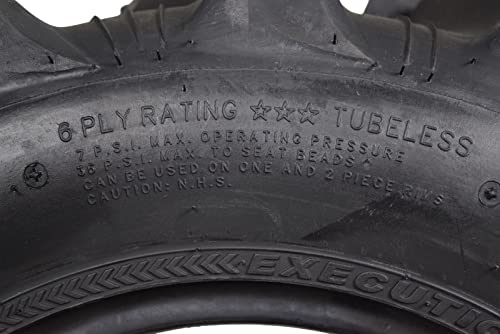 6 PLY RATING ☆☆☆ TUBELESS
7 P.S.I. MAX. OPERATING PRESSURE
36 P.S.I. MAX. TO SEAT BEADS
CAN BE USED ON ONE AND 2 PIECE RIMS
CAUTION: N.H.S.
EXECUTI